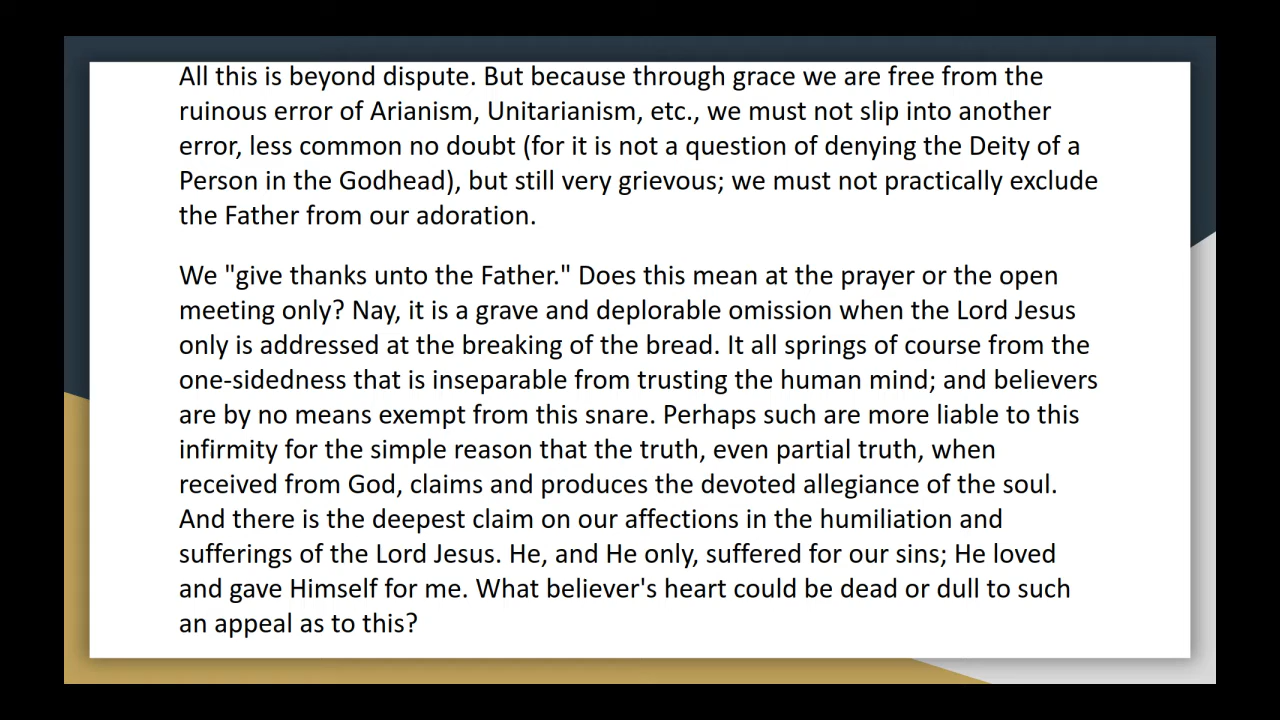 All this is beyond dispute. But because through grace we are free from the
ruinous error of Arianism, Unitarianism, etc., we must not slip into another
error, less common no doubt (for it is not a question of denying the Deity of a
Person in the Godhead), but still very grievous; we must not practically exclude
the Father from our adoration.
We "give thanks unto the Father." Does this mean at the prayer or the open
meeting only? Nay, it is a grave and deplorable omission when the Lord Jesus
only is addressed at the breaking of the bread. It all springs of course from the
one-sidedness that is inseparable from trusting the human mind; and believers
are by no means exempt from this snare. Perhaps such are more liable to this
infirmity for the simple reason that the truth, even partial truth, when
received from God, claims and produces the devoted allegiance of the soul.
And there is the deepest claim on our affections in the humiliation and
sufferings of the Lord Jesus. He, and He only, suffered for our sins; He loved
and gave Himself for me. What believer's heart could be dead or dull to such
an appeal as to this?